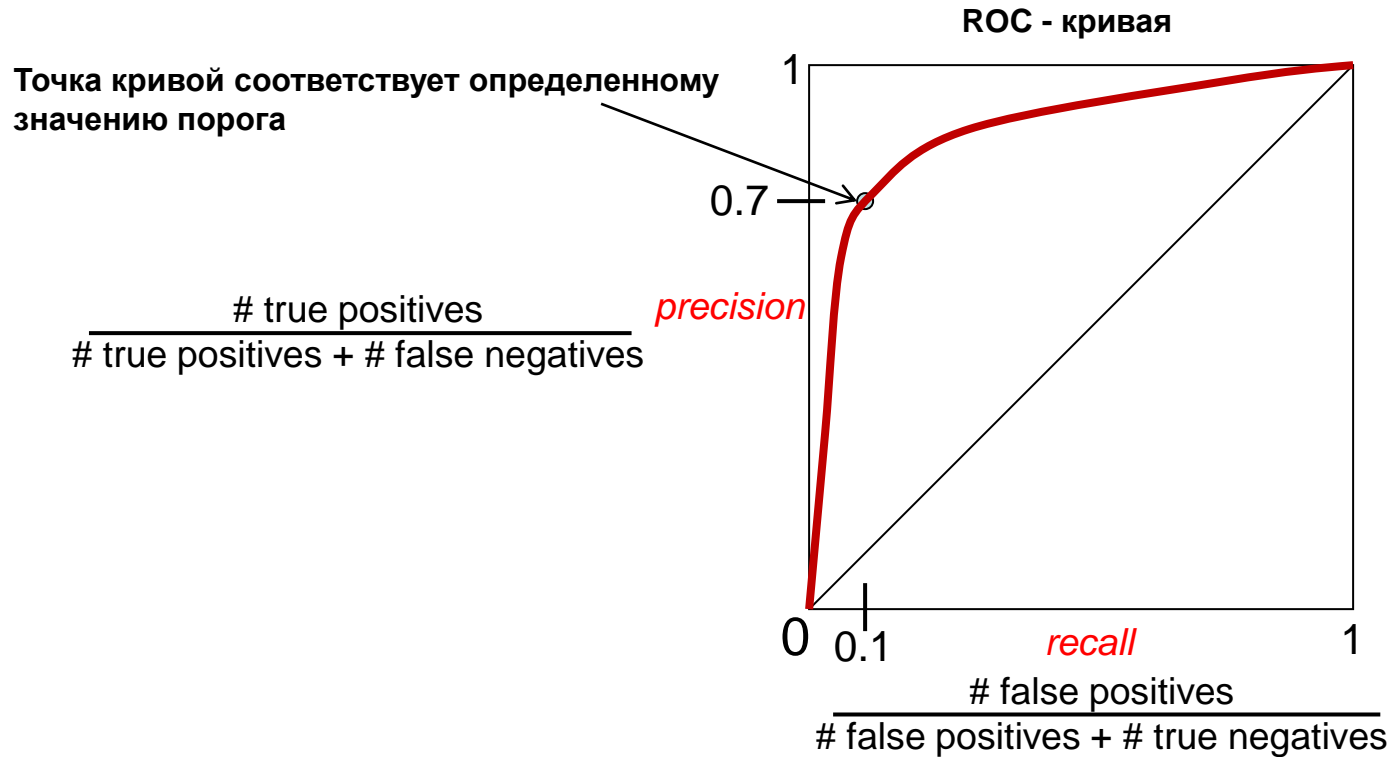 ROC - кривая
Точка кривой соответствует определенному
значению порога
1
0.7
precision
# true positives
# true positives + # false negatives
0
0.1
recall
1
# false positives
# false positives + # true negatives